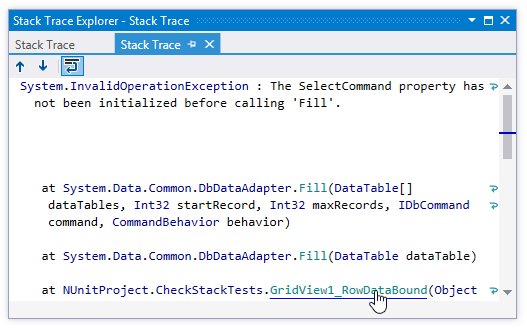 Stack Trace Explorer - Stack Trace
Stack Trace
Stack Trace
System.InvalidOperationException : The SelectCommand property has
not been initialized before calling 'Fill'.
at System.Data.Common.DbDataAdapter.Fill(DataTable[]
dataTables, Int32 startRecord, Int32 maxRecords, IDbCommand
command, CommandBehavior behavior)
at System.Data.Common.DbDataAdapter.Fill(DataTable dataTable)
at NUnitProject.CheckStackTests.GridView1_RowDataBound(Object